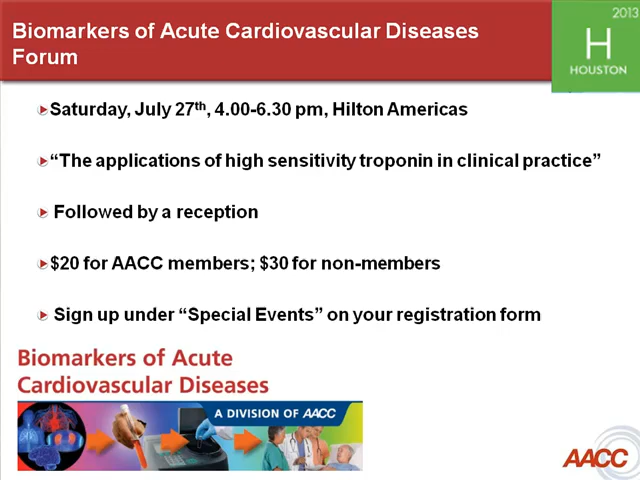 Biomarkers of Acute Cardiovascular Diseases
Forum
2013
H
HOUSTON
Saturday, July 27th, 4.00-6.30 pm, Hilton Americas
“The applications of high sensitivity troponin in clinical practice”
Followed by a reception
$20 for AACC members; $30 for non-members
Sign up under “Special Events” on your registration form
Biomarkers of Acute
Cardiovascular Diseases
A DIVISION OF AACC
AACC